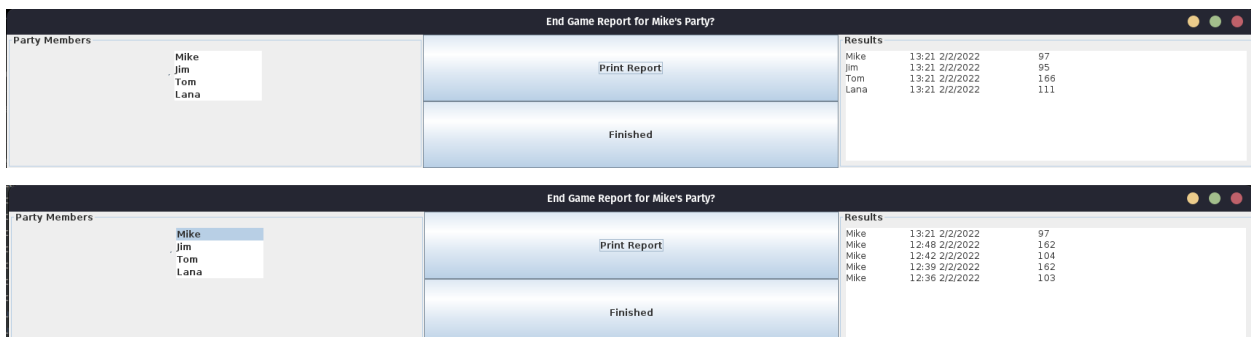 End Game Report for Mike's Party?
Party Members
Mike
Jim
Tom
Lana
Print Report
Finished
Results
Mike 13:21 2/2/2022 97
Jim 13:21 2/2/2022 95
Tom 13:21 2/2/2022 166
Lana 13:21 2/2/2022 111
End Game Report for Mike's Party?
Party Members
Mike
Jim
Tom
Lana
Print Report
Finished
Results
Mike 13:21 2/2/2022 97
Mike 12:48 2/2/2022 162
Mike 12:42 2/2/2022 104
Mike 12:39 2/2/2022 162
Mike 12:36 2/2/2022 103